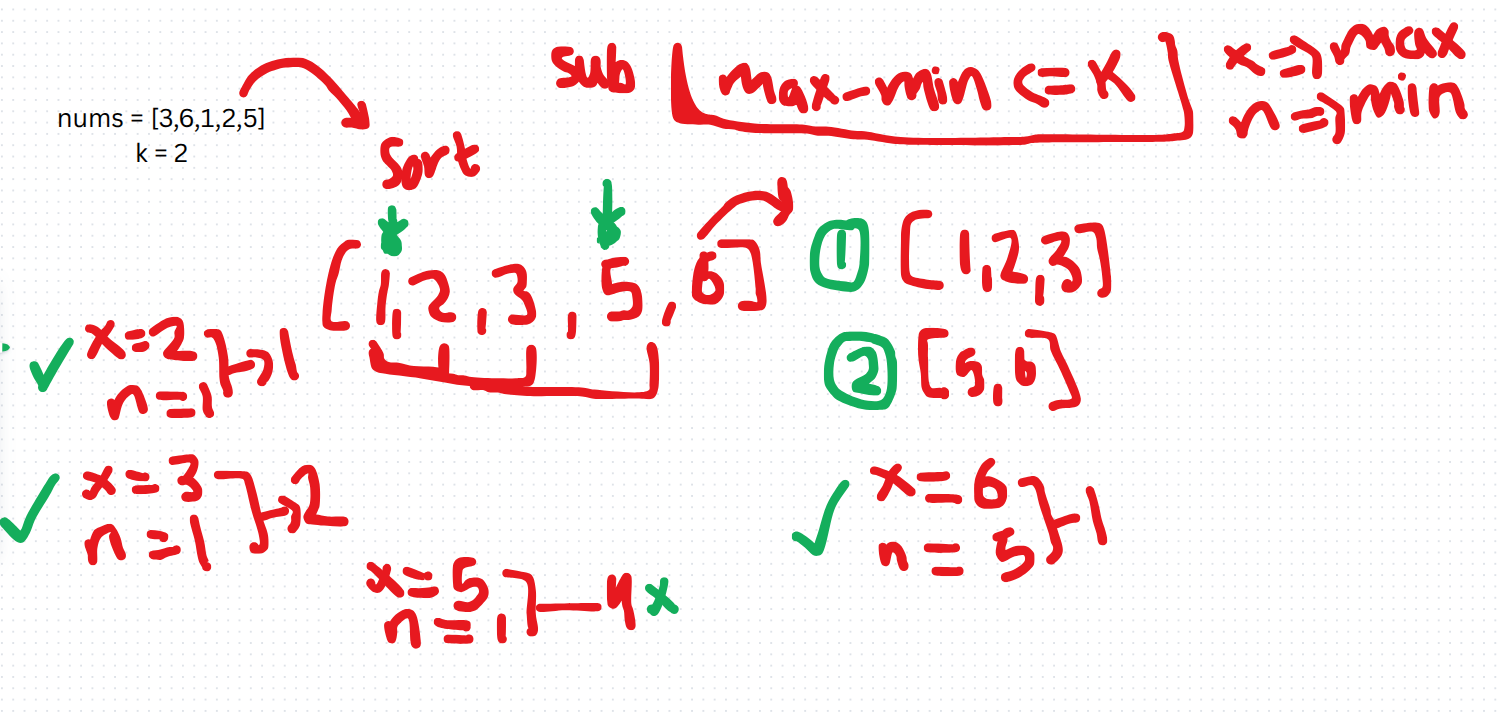 nums = [3,6,1,2,5]
k = 2
sub [max-min <= K]
x => max
n => min
sort
[1,2,3,5,6]
① [1,2,3]
② [5,6]
x=2
n=1
→1
x=3
n=1
→2
x=5
n=1
4 x
x=6
n=5
1